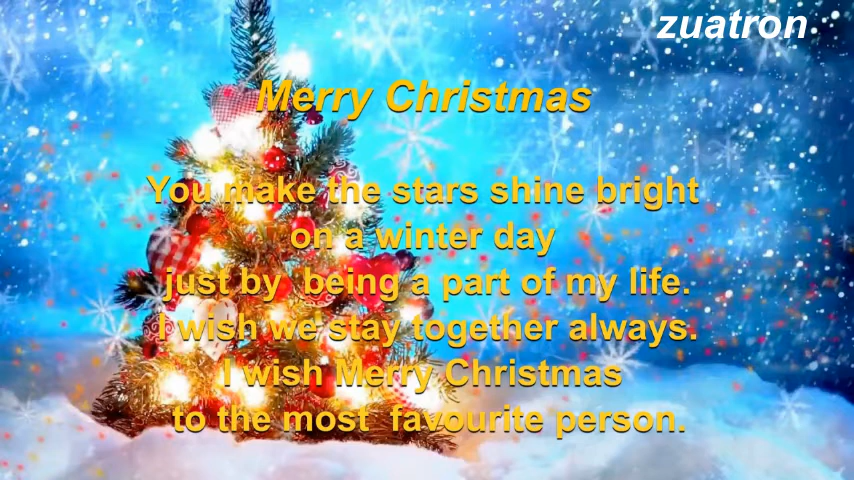 zuatron
Merry Christmas
You make the stars shine bright
on a winter day
just by being a part of my life.
I wish we stay together always.
I wish Merry Christmas
to the most favourite person.